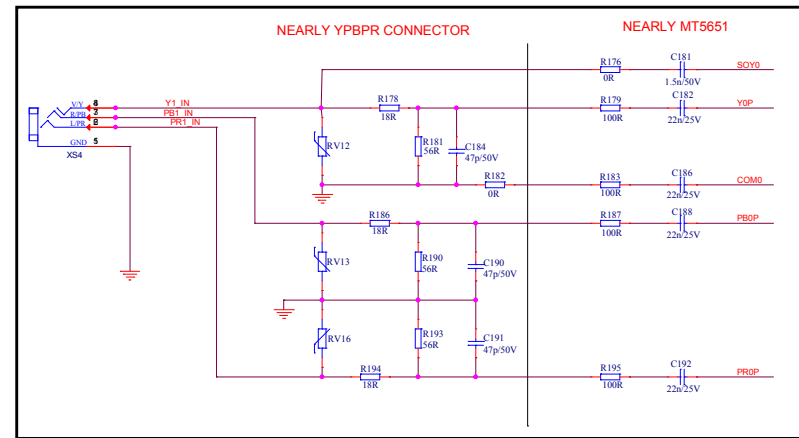 NEARLY YPBPR CONNECTOR
NEARLY MT5651
R176
0R
C181
1.5n/50V
SOY0
V/Y
Y1_IN
R178
18R
R179
100R
C182
22n/25V
Y0P
R/PB
PB1_IN
L/PR
PR1_IN
GND 5
XS4
RV12
R181
56R
C184
47p/50V
R182
0R
R183
100R
C186
22n/25V
COM0
R186
18R
R187
100R
C188
22n/25V
PB0P
RV13
R190
56R
C190
47p/50V
RV16
R193
56R
C191
47p/50V
R194
18R
R195
100R
C192
22n/25V
PR0P